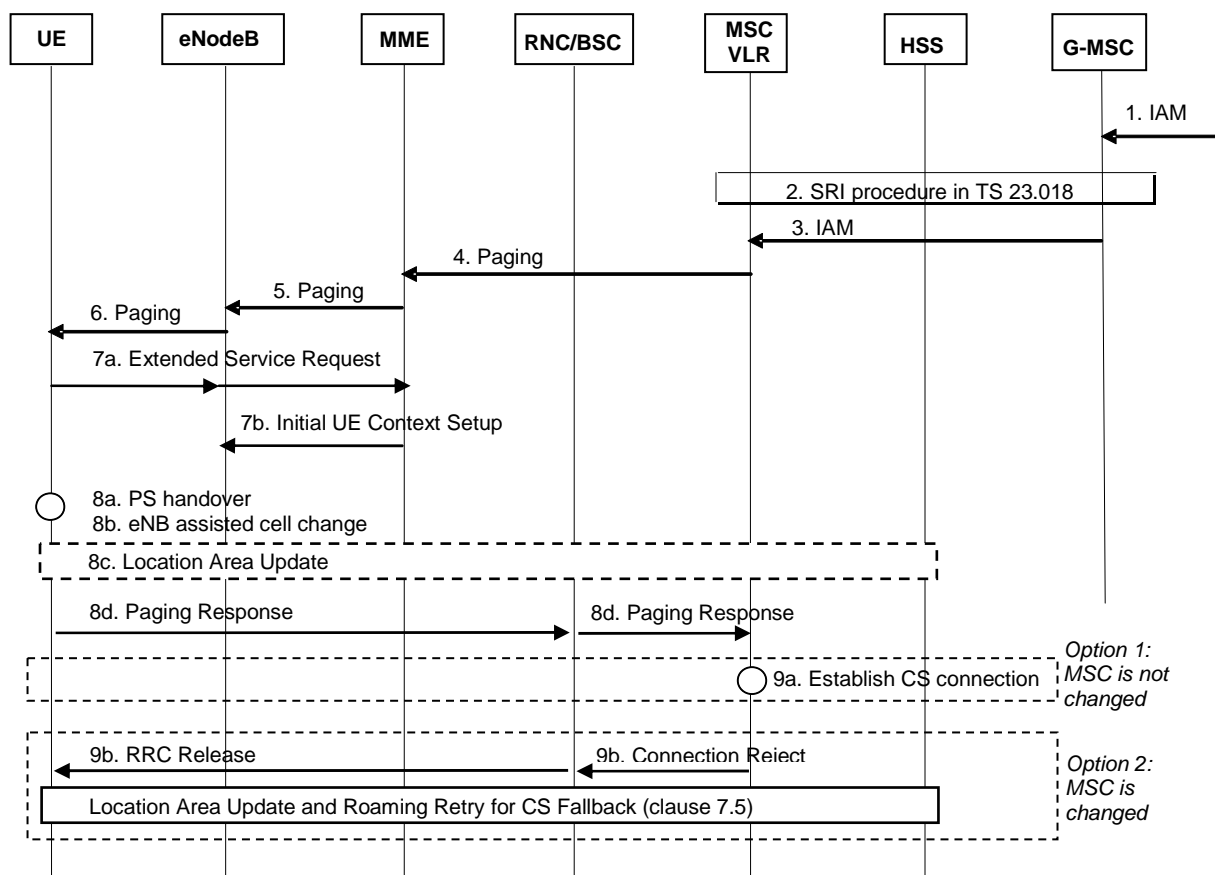 UE
eNodeB
MME
RNC/BSC
MSC
VLR
HSS
G-MSC
1. IAM
2. SRI procedure in TS 23.018
3. IAM
4. Paging
5. Paging
6. Paging
7a. Extended Service Request
7b. Initial UE Context Setup
8a. PS handover
8b. eNB assisted cell change
8c. Location Area Update
8d. Paging Response
8d. Paging Response
Option 1:
MSC is not
changed
9a. Establish CS connection
9b. RRC Release
9b. Connection Reject
Option 2:
MSC is
changed
Location Area Update and Roaming Retry for CS Fallback (clause 7.5)